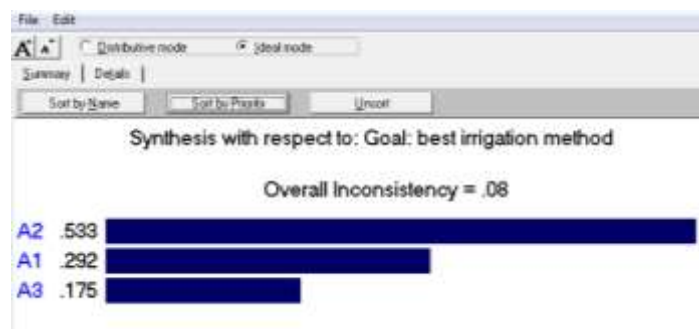 File Edit
A A Distributive mode Ideal mode
Summary | Details |
Sort by Name Sort by Priority Unsort
Synthesis with respect to: Goal: best irrigation method
Overall Inconsistency = .08
A2 .533
A1 .292
A3 .175